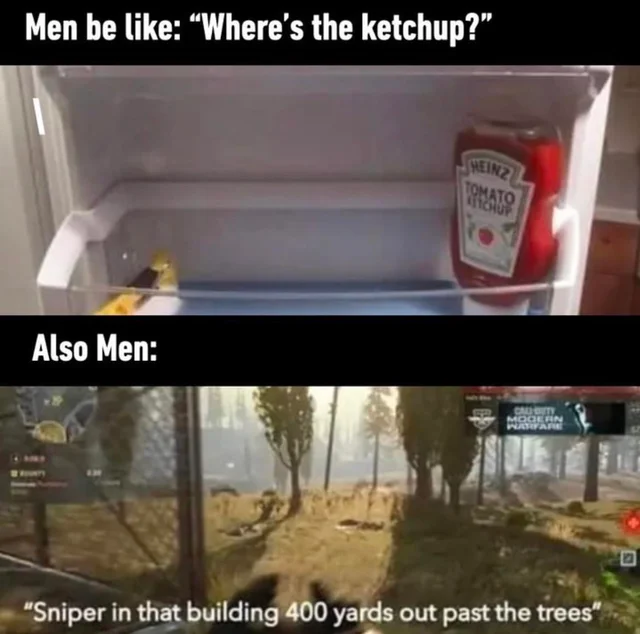 Men be like: “Where’s the ketchup?”
HEINZ
TOMATO
KETCHUP
Also Men:
CALL OF DUTY
MODERN
WARFARE
"Sniper in that building 400 yards out past the trees"